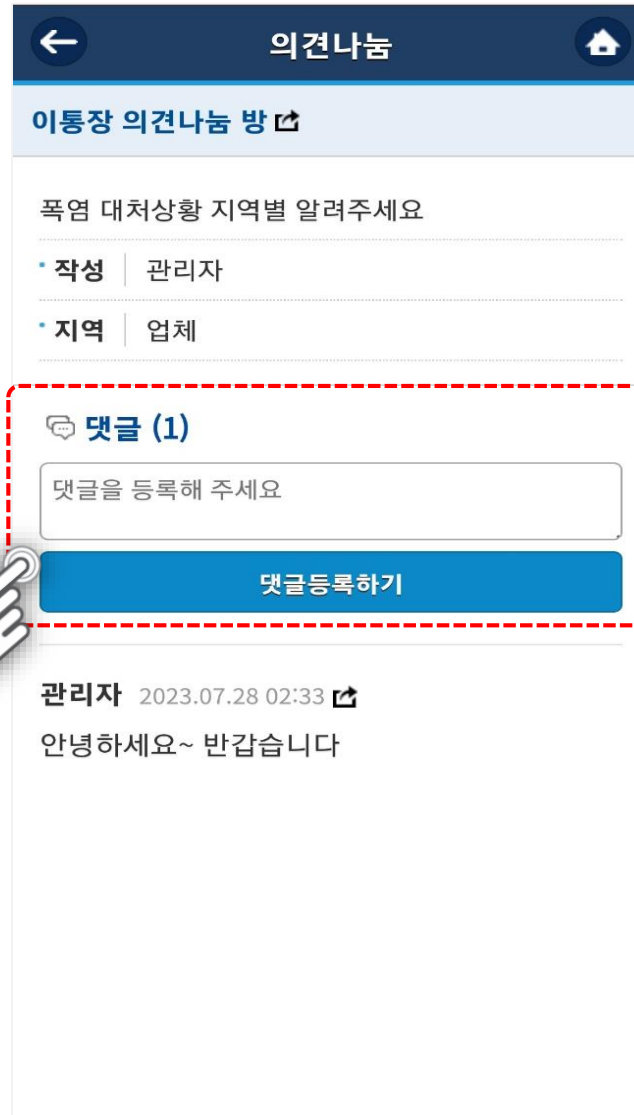 의견나눔
이통장 의견나눔 방
폭염 대처상황 지역별 알려주세요
작성 관리자
지역 업체
댓글 (1)
댓글을 등록해 주세요
댓글등록하기
관리자 2023.07.28 02:33
안녕하세요~ 반갑습니다